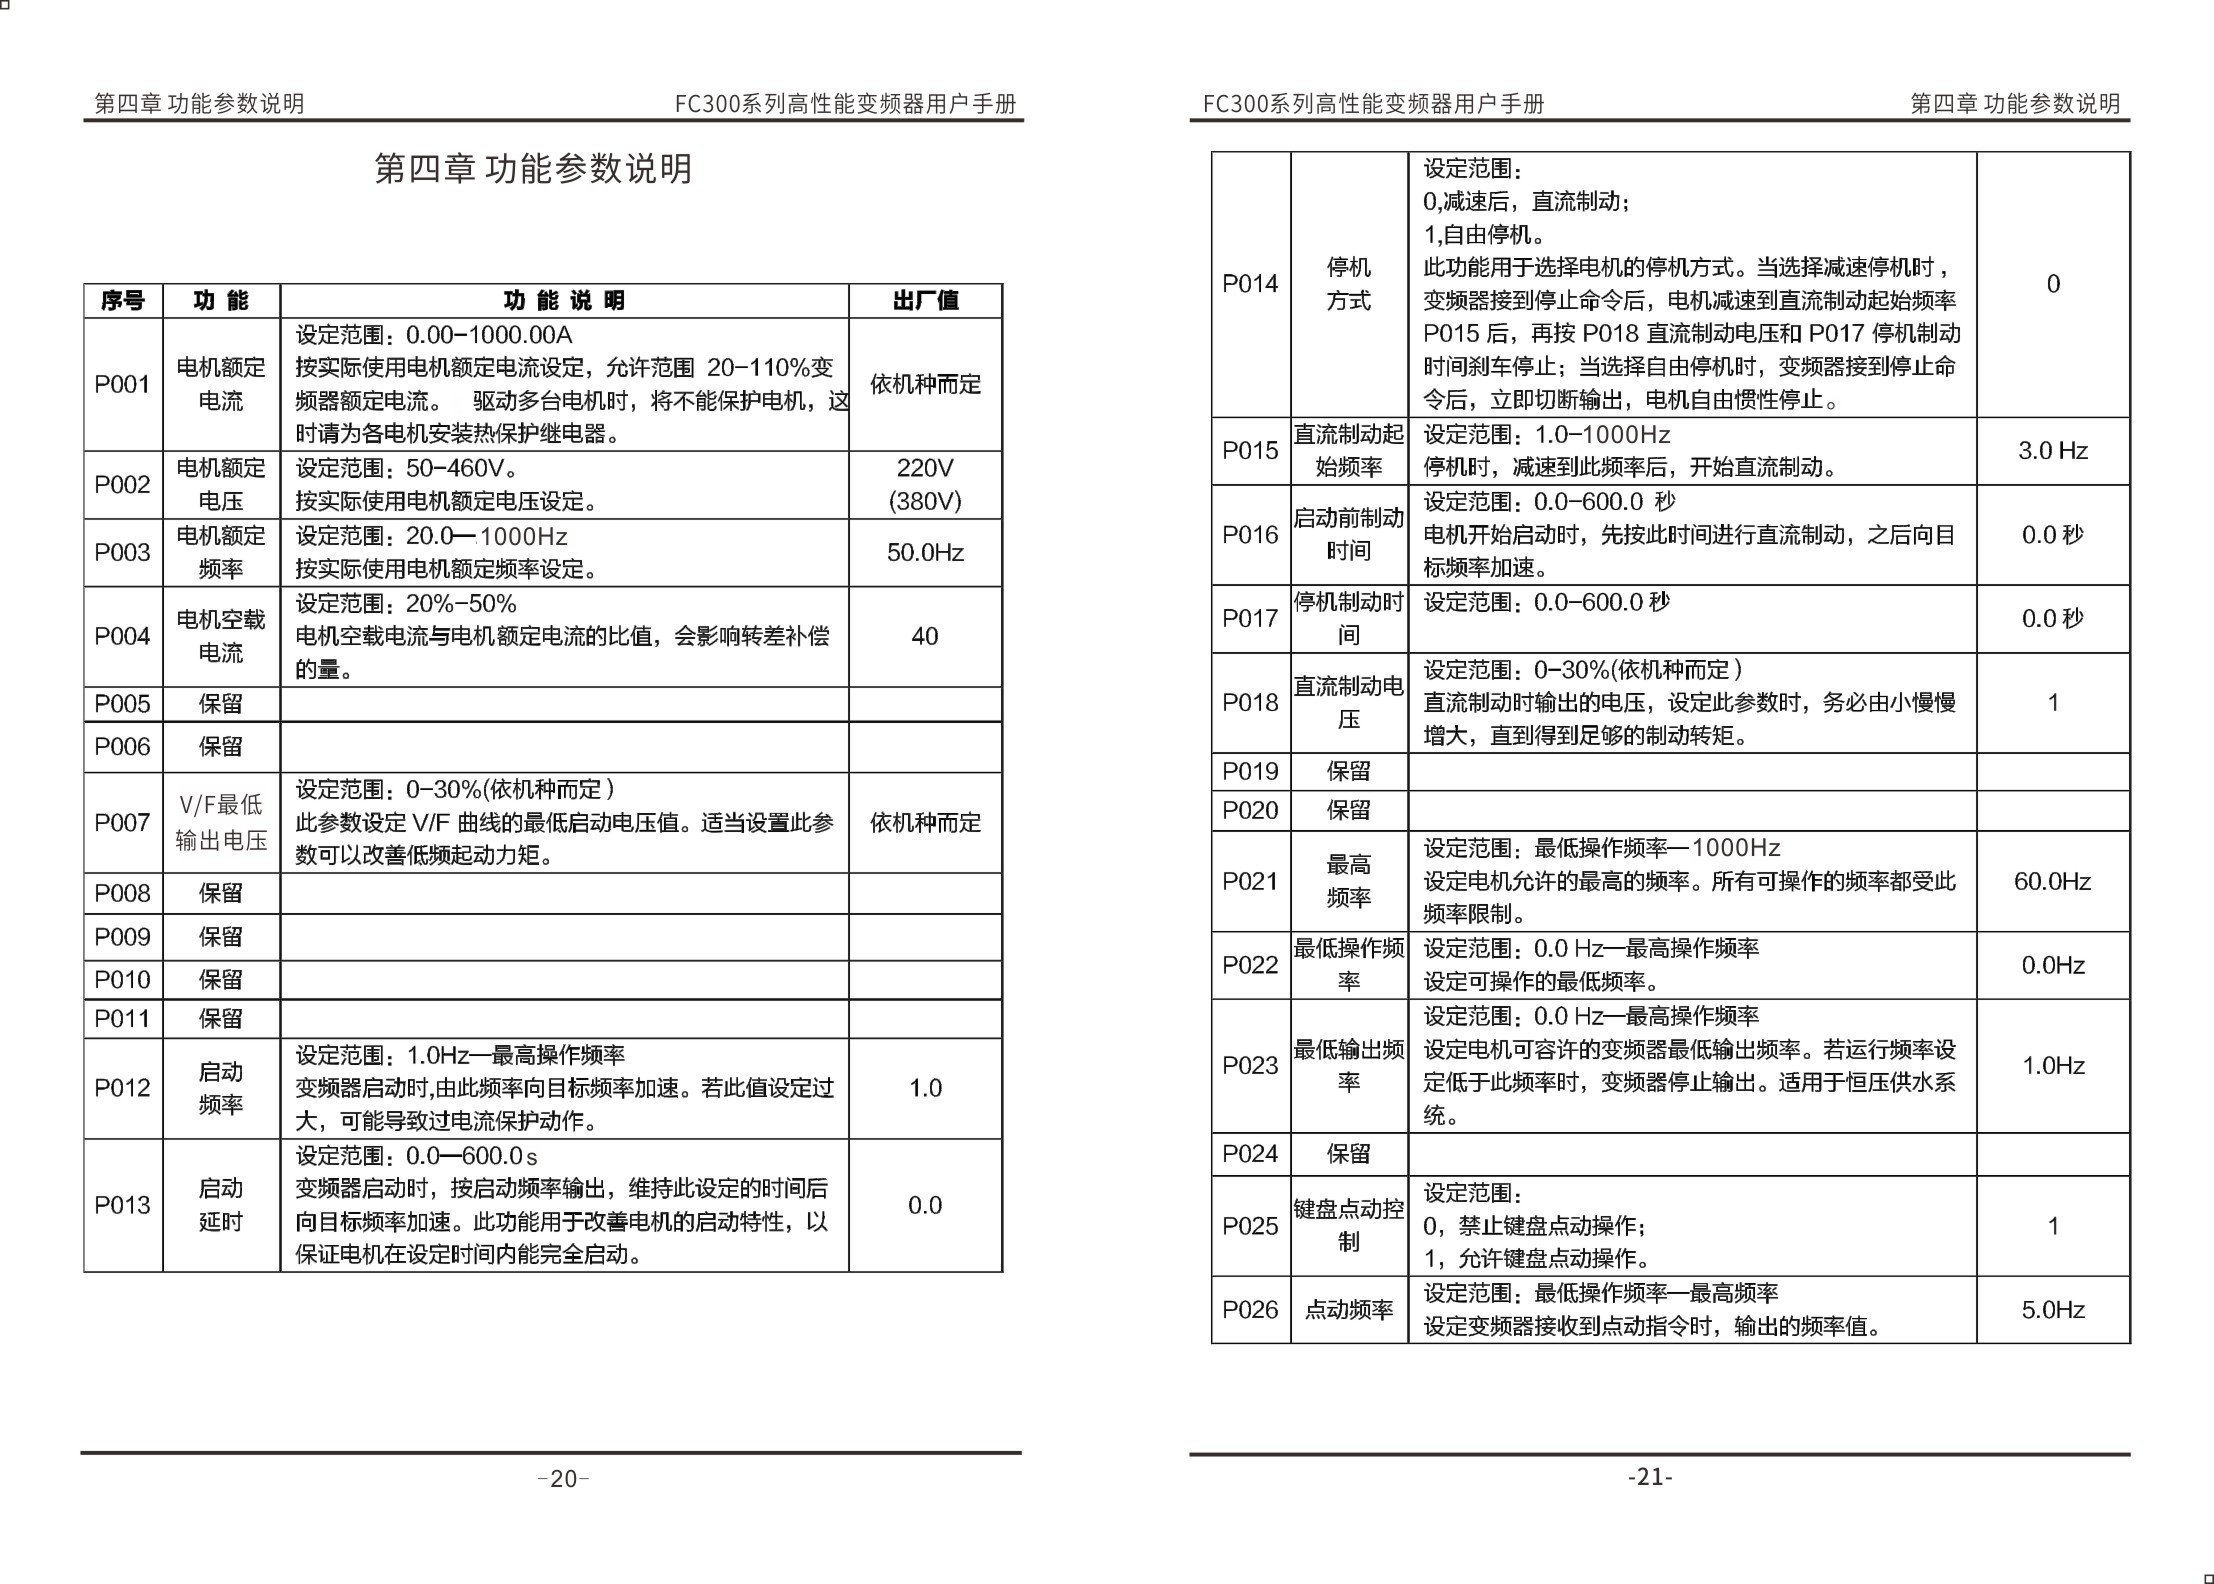 第四章 功能参数说明 FC300系列高性能变频器用户手册
第四章 功能参数说明
序号 功 能 功 能 说 明 出厂值
P001 电机额定
电流
设定范围：0.00-1000.00A
按实际使用电机额定电流设定，允许范围 20-110%变
频器额定电流。 驱动多台电机时，将不能保护电机，这
时请为各电机安装热保护继电器。
依机种而定
P002 电机额定
电压
设定范围：50-460V。
按实际使用电机额定电压设定。
220V
(380V)
P003 电机额定
频率
设定范围：20.0—1000Hz
按实际使用电机额定频率设定。
50.0Hz
P004 电机空载
电流
设定范围：20%-50%
电机空载电流与电机额定电流的比值，会影响转差补偿
的量。
40
P005 保留
P006 保留
P007 V/F最低
输出电压
设定范围：0-30%(依机种而定)
此参数设定 V/F 曲线的最低启动电压值。适当设置此参
数可以改善低频起动力矩。
依机种而定
P008 保留
P009 保留
P010 保留
P011 保留
P012 启动
频率
设定范围：1.0Hz—最高操作频率
变频器启动时,由此频率向目标频率加速。若此值设定过
大，可能导致过电流保护动作。
1.0
P013 启动
延时
设定范围：0.0—600.0s
变频器启动时，按启动频率输出，维持此设定的时间后
向目标频率加速。此功能用于改善电机的启动特性，以
保证电机在设定时间内能完全启动。
0.0
-20-
FC300系列高性能变频器用户手册 第四章 功能参数说明
P014 停机
方式
设定范围：
0,减速后，直流制动；
1,自由停机。
此功能用于选择电机的停机方式。当选择减速停机时，
变频器接到停止命令后，电机减速到直流制动起始频率
P015 后，再按 P018 直流制动电压和 P017 停机制动
时间刹车停止；当选择自由停机时，变频器接到停止命
令后，立即切断输出，电机自由惯性停止。
0
P015 直流制动起
始频率
设定范围：1.0-1000Hz
停机时，减速到此频率后，开始直流制动。
3.0 Hz
P016 启动前制动
时间
设定范围：0.0-600.0 秒
电机开始启动时，先按此时间进行直流制动，之后向目
标频率加速。
0.0 秒
P017 停机制动时
间
设定范围：0.0-600.0 秒
0.0 秒
P018 直流制动电
压
设定范围：0-30%(依机种而定)
直流制动时输出的电压，设定此参数时，务必由小慢慢
增大，直到得到足够的制动转矩。
1
P019 保留
P020 保留
P021 最高
频率
设定范围：最低操作频率—1000Hz
设定电机允许的最高的频率。所有可操作的频率都受此
频率限制。
60.0Hz
P022 最低操作频
率
设定范围：0.0 Hz—最高操作频率
设定可操作的最低频率。
0.0Hz
P023 最低输出频
率
设定范围：0.0 Hz—最高操作频率
设定电机可容许的变频器最低输出频率。若运行频率设
定低于此频率时，变频器停止输出。适用于恒压供水系
统。
1.0Hz
P024 保留
P025 键盘点动控
制
设定范围：
0，禁止键盘点动操作；
1，允许键盘点动操作。
1
P026 点动频率
设定范围：最低操作频率—最高频率
设定变频器接收到点动指令时，输出的频率值。
5.0Hz
-21-